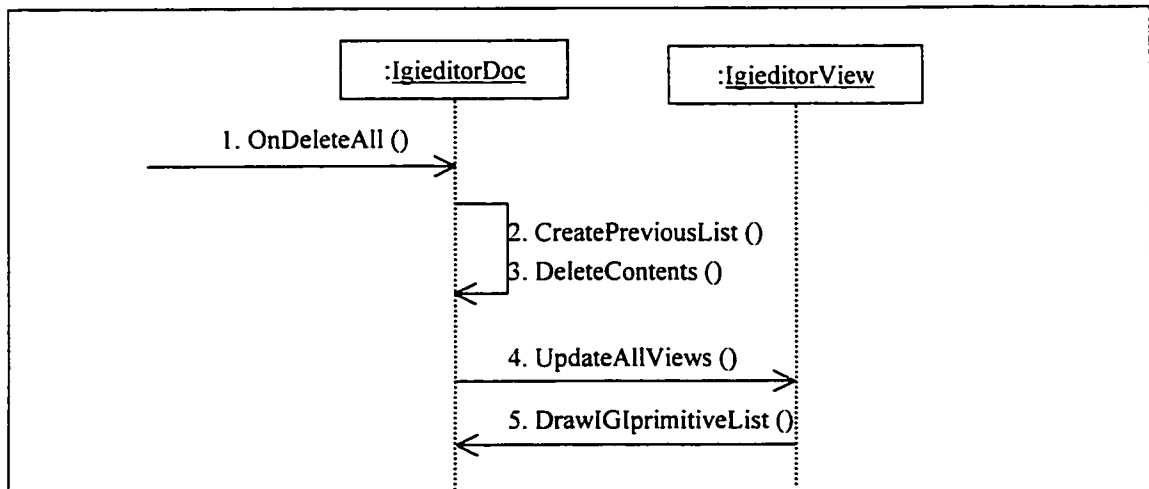 :IgieditorDoc
:IgieditorView
1. OnDeleteAll ()
2. CreatePreviousList ()
3. DeleteContents ()
4. UpdateAllViews ()
5. DrawIGIprimitiveList ()